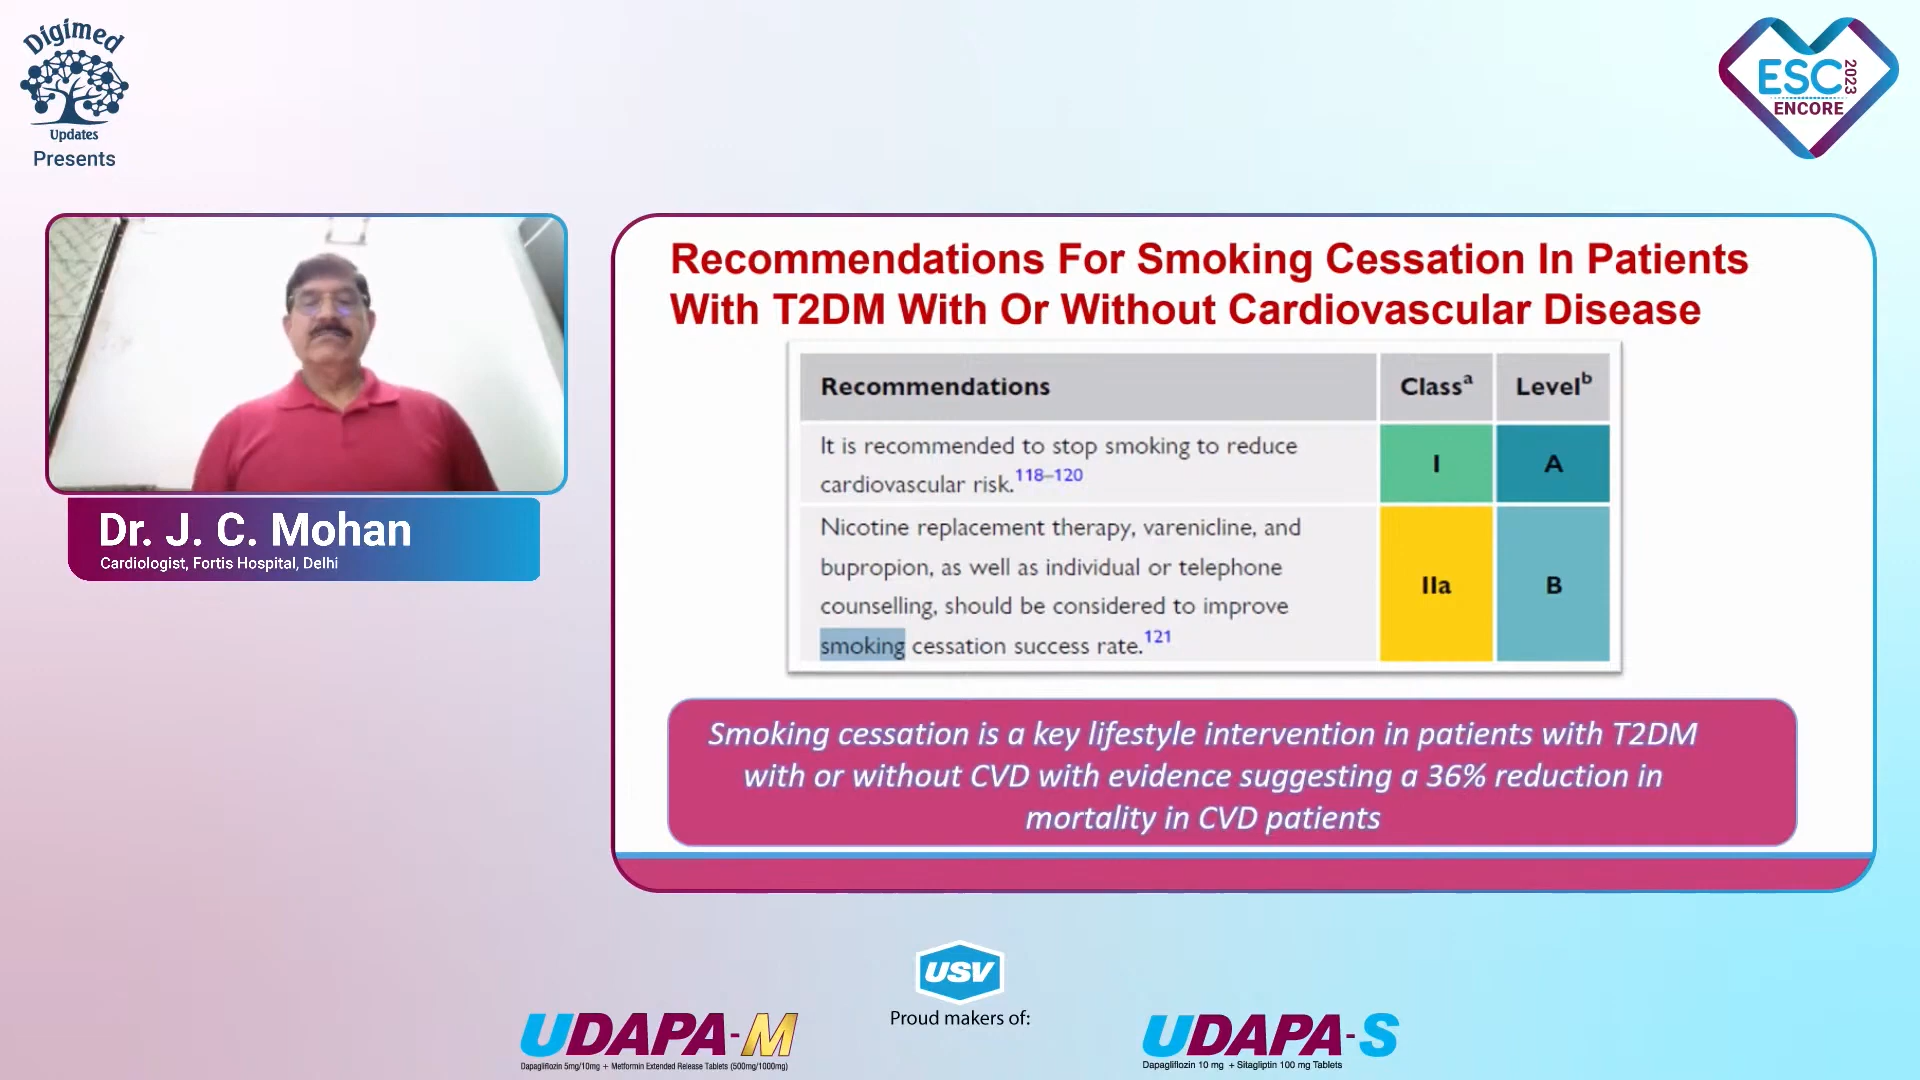 Digimed
Updates
Presents
ESC 2023
ENCORE
Dr. J. C. Mohan
Cardiologist, Fortis Hospital, Delhi
Recommendations For Smoking Cessation In Patients
With T2DM With Or Without Cardiovascular Disease
Recommendations Classᵃ Levelᵇ
It is recommended to stop smoking to reduce
cardiovascular risk.118–120
I A
Nicotine replacement therapy, varenicline, and
bupropion, as well as individual or telephone
counselling, should be considered to improve
smoking cessation success rate.121
IIa B
Smoking cessation is a key lifestyle intervention in patients with T2DM
with or without CVD with evidence suggesting a 36% reduction in
mortality in CVD patients
USV
Proud makers of:
UDAPA-M
Dapagliflozin 5mg/10mg + Metformin Extended Release Tablets (500mg/1000mg)
UDAPA-S
Dapagliflozin 10 mg + Sitagliptin 100 mg Tablets